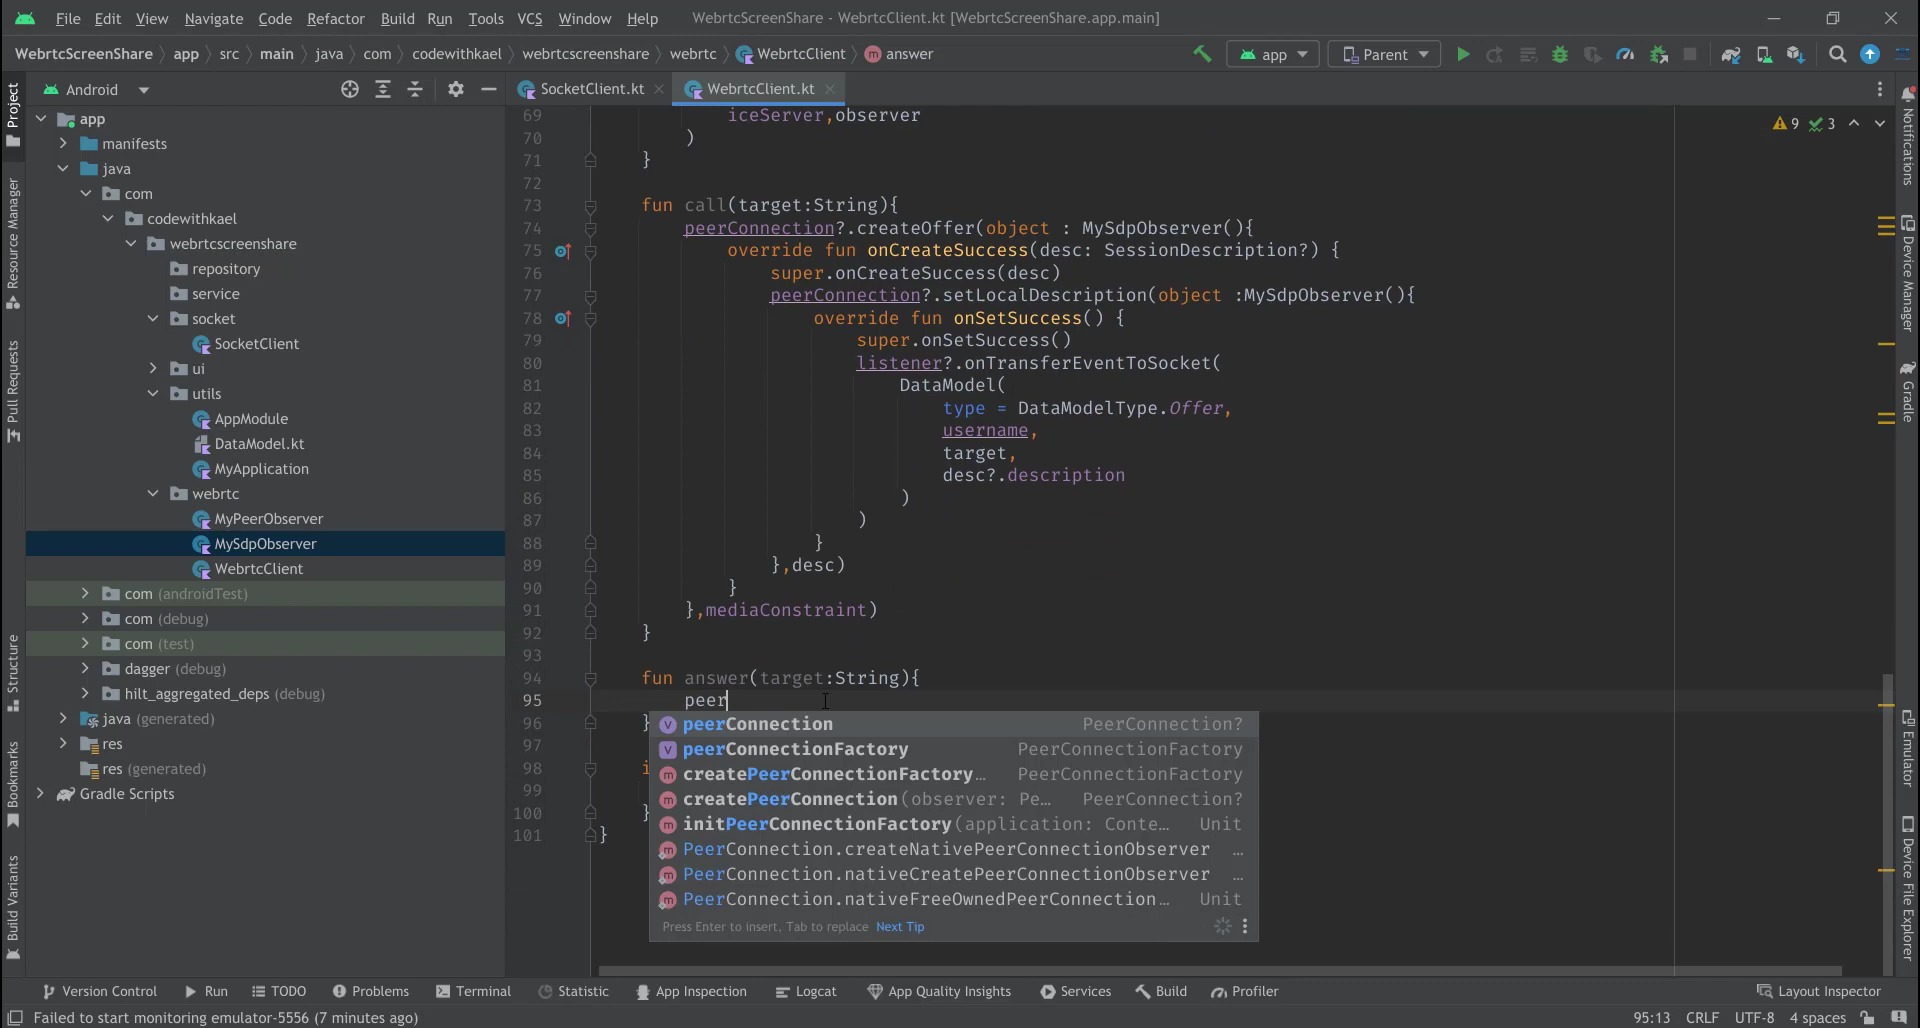 File Edit View Navigate Code Refactor Build Run Tools VCS Window Help WebrtcScreenShare - WebrtcClient.kt [WebrtcScreenShare.app.main]
WebrtcScreenShare app src main java com codewithkael webrtcscreenshare webrtc WebrtcClient answer app Parent
Android SocketClient.kt WebrtcClient.kt
Project
Resource Manager
Pull Requests
Structure
Bookmarks
Build Variants
app
manifests
java
com
codewithkael
webrtcscreenshare
repository
service
socket
SocketClient
ui
utils
AppModule
DataModel.kt
MyApplication
webrtc
MyPeerObserver
MySdpObserver
WebrtcClient
com (androidTest)
com (debug)
com (test)
dagger (debug)
hilt_aggregated_deps (debug)
java (generated)
res
res (generated)
Gradle Scripts
9 3
69 iceServer,observer
70 )
71 }
72
73 fun call(target:String){
74 peerConnection?.createOffer(object : MySdpObserver(){
75 override fun onCreateSuccess(desc: SessionDescription?) {
76 super.onCreateSuccess(desc)
77 peerConnection?.setLocalDescription(object :MySdpObserver(){
78 override fun onSetSuccess() {
79 super.onSetSuccess()
80 listener?.onTransferEventToSocket(
81 DataModel(
82 type = DataModelType.Offer,
83 username,
84 target,
85 desc?.description
86 )
87 )
88 }
89 },desc)
90 }
91 },mediaConstraint)
92 }
93
94 fun answer(target:String){
95 peer
96 }
97
98 i
99
100 }
101 }
peerConnection PeerConnection?
peerConnectionFactory PeerConnectionFactory
createPeerConnectionFactory… PeerConnectionFactory
createPeerConnection(observer: Pe… PeerConnection?
initPeerConnectionFactory(application: Conte… Unit
PeerConnection.createNativePeerConnectionObserver …
PeerConnection.nativeCreatePeerConnectionObserver …
PeerConnection.nativeFreeOwnedPeerConnection… Unit
Press Enter to insert, Tab to replace Next Tip
Notifications
Device Manager
Gradle
Emulator
Device File Explorer
Version Control Run TODO Problems Terminal Statistic App Inspection Logcat App Quality Insights Services Build Profiler Layout Inspector
Failed to start monitoring emulator-5556 (7 minutes ago) 95:13 CRLF UTF-8 4 spaces